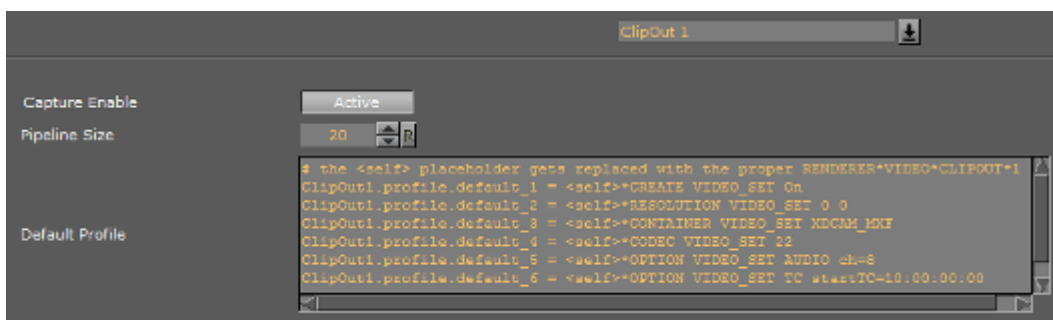 ClipOut 1
Capture Enable
Active
Pipeline Size
20
R
# the <self> placeholder gets replaced with the proper RENDERER*VIDEO*CLIPOUT*1
ClipOut1.profile.default_1 = <self>*CREATE VIDEO_SET On
ClipOut1.profile.default_2 = <self>*RESOLUTION VIDEO_SET 0 0
ClipOut1.profile.default_3 = <self>*CONTAINER VIDEO_SET XDCAM_MXF
Default Profile
ClipOut1.profile.default_4 = <self>*CODEC VIDEO_SET 22
ClipOut1.profile.default_5 = <self>*OPTION VIDEO_SET AUDIO ch=8
ClipOut1.profile.default_6 = <self>*OPTION VIDEO_SET TC startTC=10:00:00:00